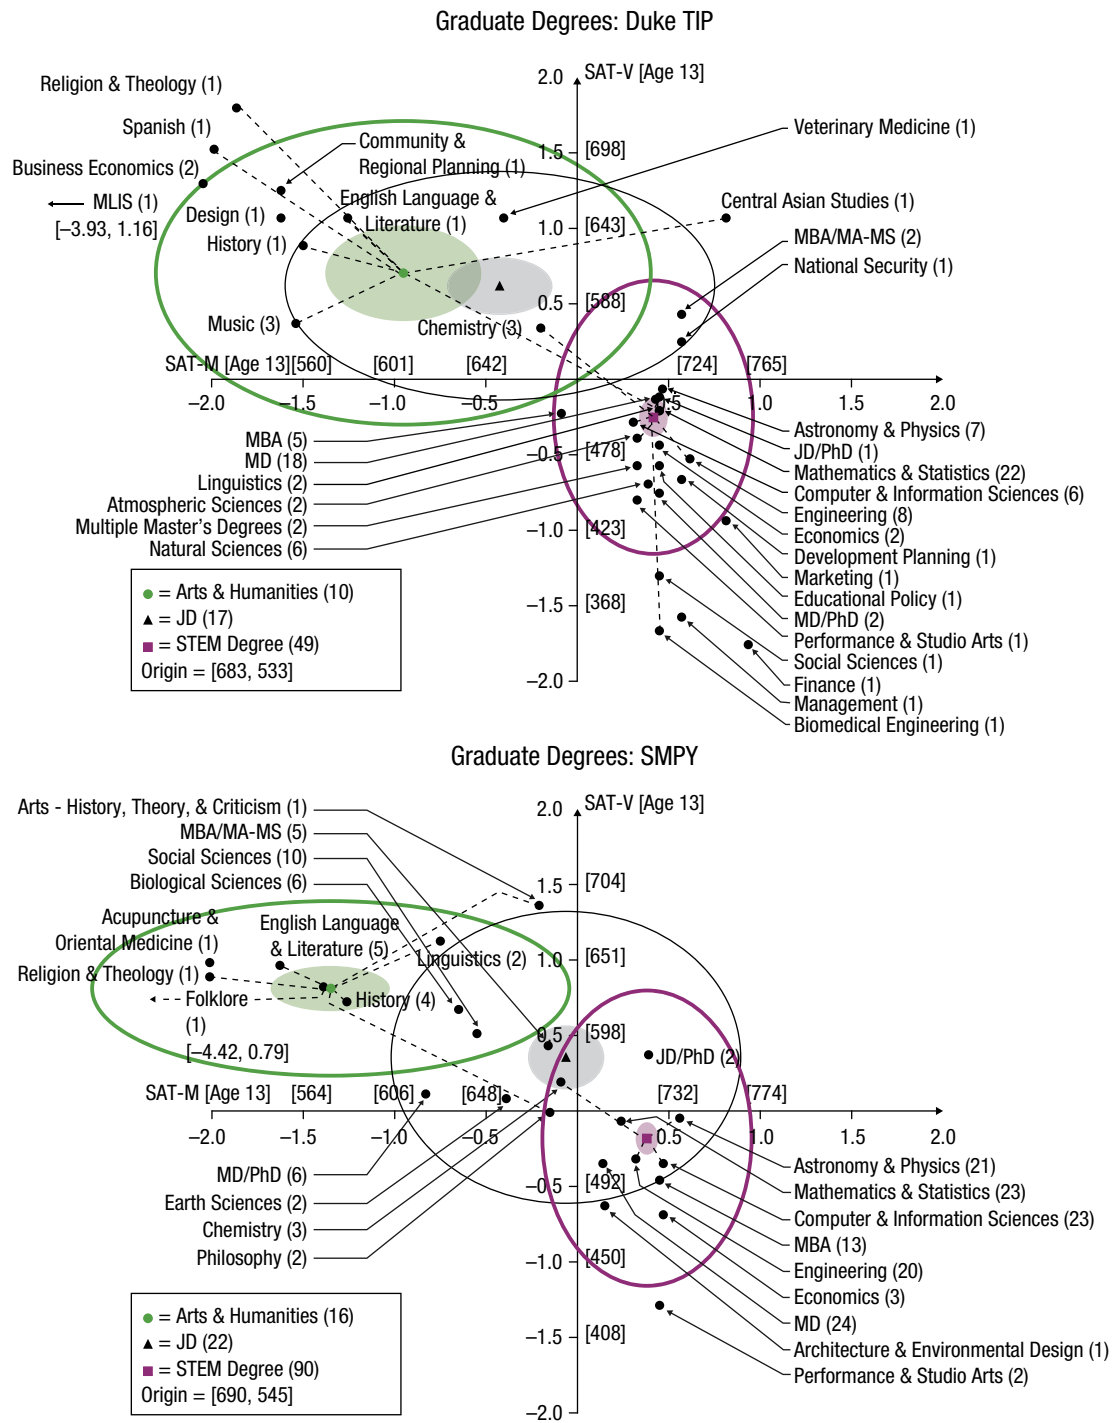 Graduate Degrees: Duke TIP
2.0
SAT-V [Age 13]
Religion & Theology (1)
Spanish (1)
Community &
Regional Planning (1)
Veterinary Medicine (1)
1.5
[698]
Business Economics (2)
MLIS (1)
[–3.93, 1.16]
English Language &
Literature (1)
Central Asian Studies (1)
Design (1)
History (1)
1.0
[643]
MBA/MA-MS (2)
National Security (1)
0.5
[588]
Music (3)
Chemistry (3)
SAT-M [Age 13]
[560]
[601]
[642]
[724]
[765]
–2.0
–1.5
–1.0
–0.5
0.5
1.0
1.5
2.0
MBA (5)
MD (18)
Linguistics (2)
Atmospheric Sciences (2)
Multiple Master's Degrees (2)
Natural Sciences (6)
–0.5
[478]
–1.0
[423]
–1.5
[368]
–2.0
Astronomy & Physics (7)
JD/PhD (1)
Mathematics & Statistics (22)
Computer & Information Sciences (6)
Engineering (8)
Economics (2)
Development Planning (1)
Marketing (1)
Educational Policy (1)
MD/PhD (2)
Performance & Studio Arts (1)
Social Sciences (1)
Finance (1)
Management (1)
Biomedical Engineering (1)
= Arts & Humanities (10)
= JD (17)
= STEM Degree (49)
Origin = [683, 533]
Graduate Degrees: SMPY
2.0
SAT-V [Age 13]
Arts - History, Theory, & Criticism (1)
MBA/MA-MS (5)
Social Sciences (10)
Biological Sciences (6)
1.5
[704]
Acupuncture &
Oriental Medicine (1)
English Language
& Literature (5)
Linguistics (2)
Religion & Theology (1)
1.0
[651]
Folklore
(1)
[–4.42, 0.79]
History (4)
0.5
[598]
JD/PhD (2)
SAT-M [Age 13]
[564]
[606]
[648]
[732]
[774]
–2.0
–1.5
–1.0
–0.5
0.5
1.0
1.5
2.0
MD/PhD (6)
Earth Sciences (2)
Chemistry (3)
Philosophy (2)
–0.5
[492]
–1.0
[450]
–1.5
[408]
–2.0
Astronomy & Physics (21)
Mathematics & Statistics (23)
Computer & Information Sciences (23)
MBA (13)
Engineering (20)
Economics (3)
MD (24)
Architecture & Environmental Design (1)
Performance & Studio Arts (2)
= Arts & Humanities (16)
= JD (22)
= STEM Degree (90)
Origin = [690, 545]